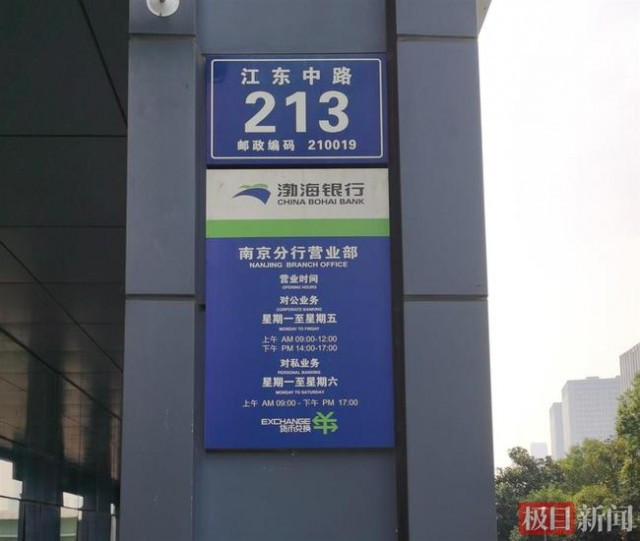 江东中路
213
邮政编码 210019
渤海银行
CHINA BOHAI BANK
南京分行营业部
NANJING BRANCH OFFICE
营业时间
OPENING HOURS
对公业务
CORPORATE BANKING
星期一至星期五
MONDAY TO FRIDAY
上午 AM 09:00-12:00
下午 PM 14:00-17:00
对私业务
PERSONAL BANKING
星期一至星期六
MONDAY TO SATURDAY
上午 AM 09:00 - 下午 PM 17:00
EXCHANGE
货币兑换
极目新闻